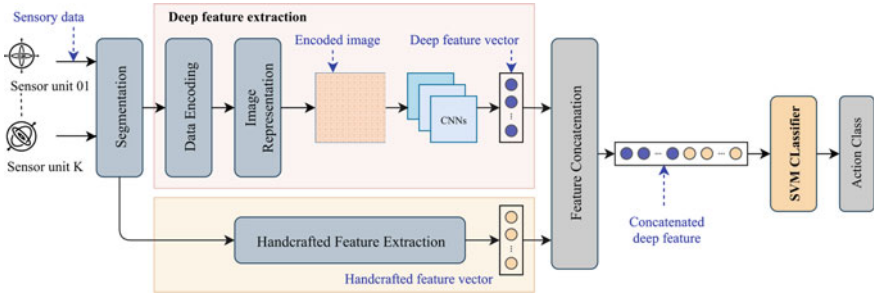 Sensory data
Deep feature extraction
Sensor unit 01
Sensor unit K
Segmentation
Data Encoding
Image
Representation
Encoded image
CNNs
Deep feature vector
Handcrafted Feature Extraction
Handcrafted feature vector
Feature Concatenation
Concatenated
deep feature
SVM CLassifier
Action Class